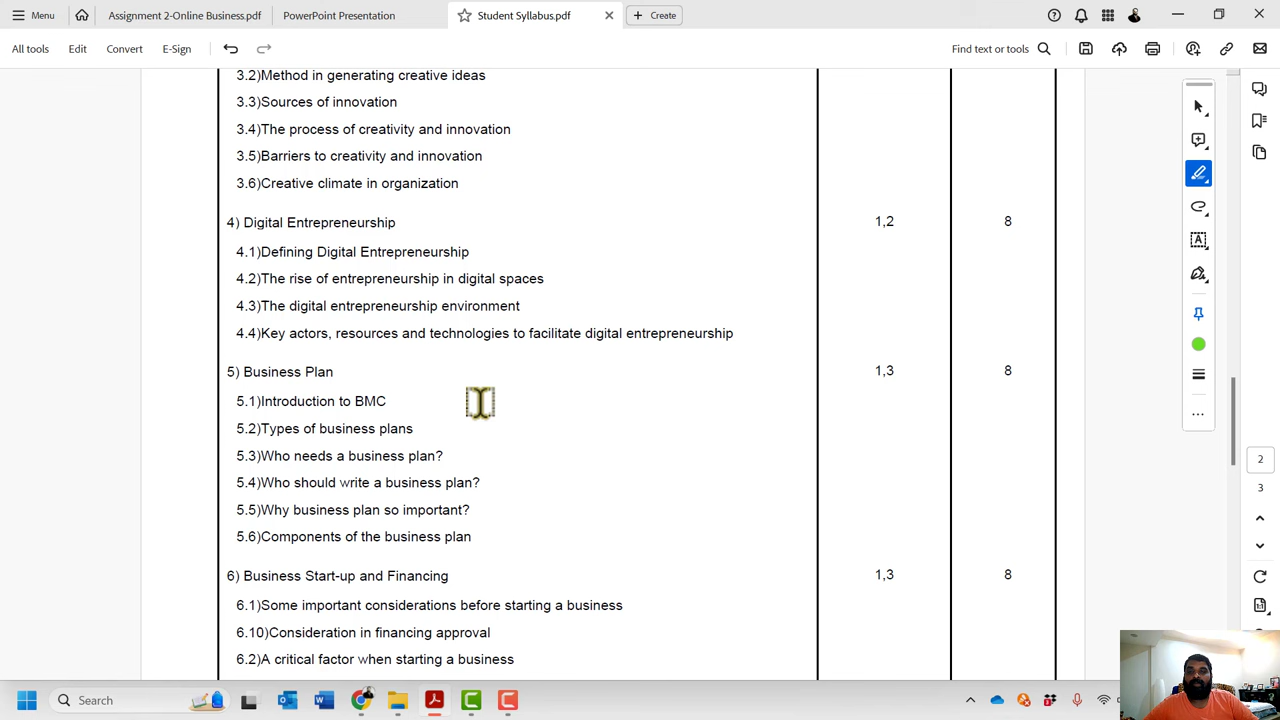 Menu
Assignment 2-Online Business.pdf
PowerPoint Presentation
Student Syllabus.pdf
Create
All tools
Edit
Convert
E-Sign
Find text or tools
3.2)Method in generating creative ideas
3.3)Sources of innovation
3.4)The process of creativity and innovation
3.5)Barriers to creativity and innovation
3.6)Creative climate in organization
4) Digital Entrepreneurship 1,2 8
4.1)Defining Digital Entrepreneurship
4.2)The rise of entrepreneurship in digital spaces
4.3)The digital entrepreneurship environment
4.4)Key actors, resources and technologies to facilitate digital entrepreneurship
5) Business Plan 1,3 8
5.1)Introduction to BMC
5.2)Types of business plans
5.3)Who needs a business plan?
5.4)Who should write a business plan?
5.5)Why business plan so important?
5.6)Components of the business plan
6) Business Start-up and Financing 1,3 8
6.1)Some important considerations before starting a business
6.10)Consideration in financing approval
6.2)A critical factor when starting a business
2
3
Search